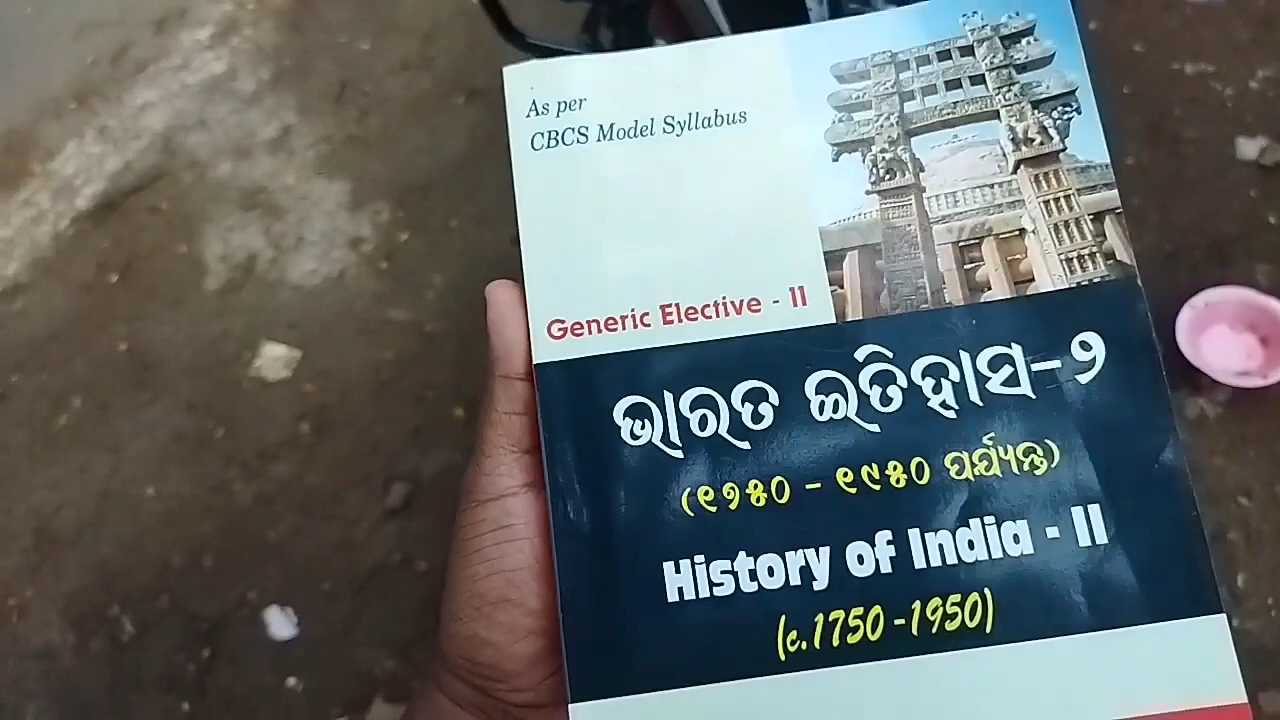 As per
CBCS Model Syllabus
Generic Elective - II
ଭାରତ ଇତିହାସ-୨
(୧୭୫୦ - ୧୯୫୦ ପର୍ଯ୍ୟନ୍ତ)
History of India - II
(c.1750 -1950)